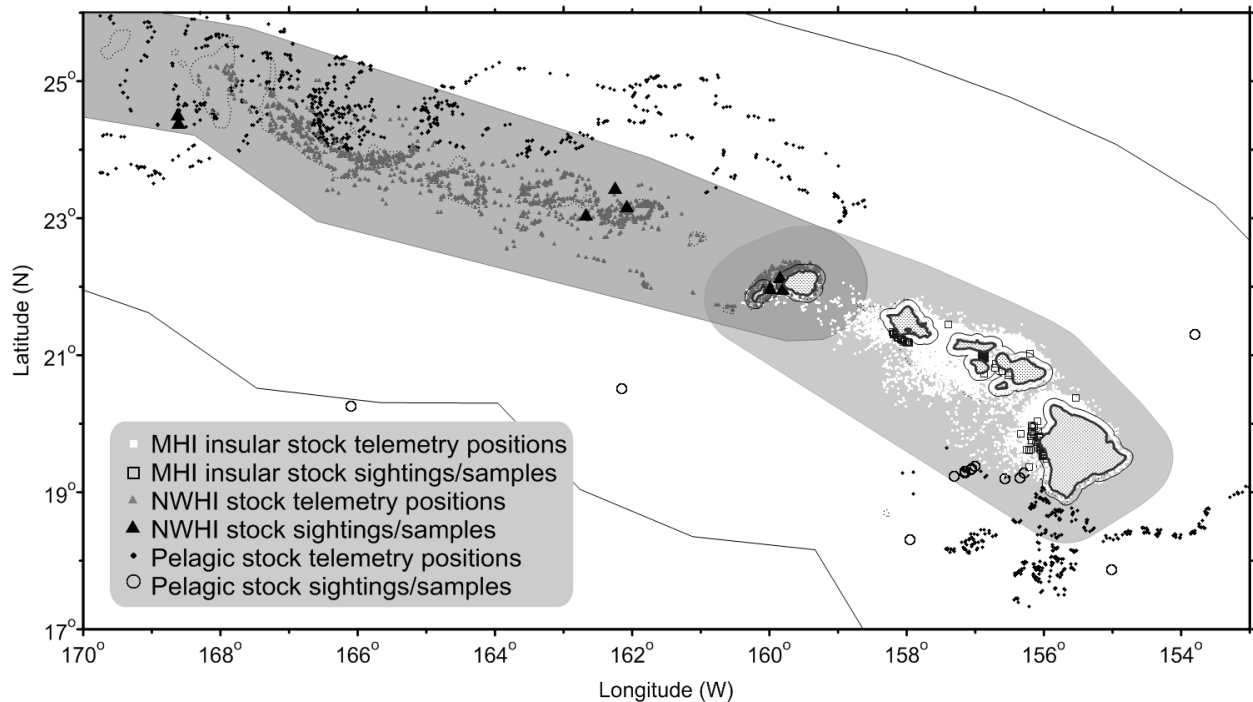 25°
23°
21°
19°
17°
Latitude (N)
MHI insular stock telemetry positions
MHI insular stock sightings/samples
NWHI stock telemetry positions
NWHI stock sightings/samples
Pelagic stock telemetry positions
Pelagic stock sightings/samples
170° 168° 166° 164° 162° 160° 158° 156° 154°
Longitude (W)